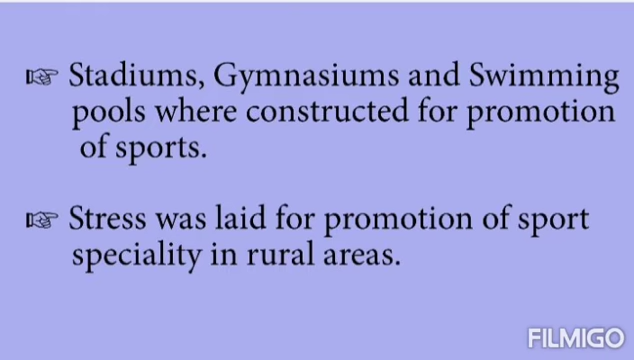 ☞ Stadiums, Gymnasiums and Swimming
pools where constructed for promotion
of sports.
☞ Stress was laid for promotion of sport
speciality in rural areas.
FILMIGO